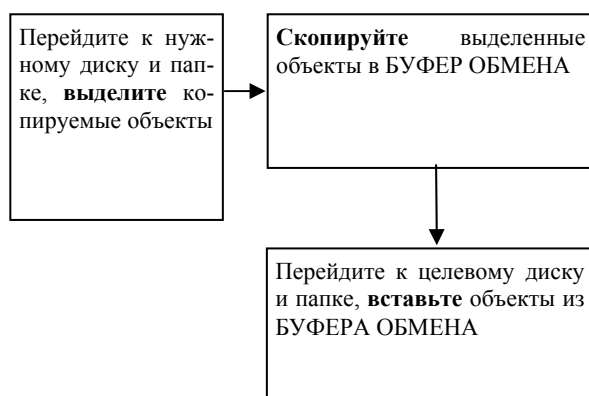 Перейдите к нуж-
ному диску и пап-
ке, выделите ко-
пируемые объекты
Скопируйте выделенные
объекты в БУФЕР ОБМЕНА
Перейдите к целевому диску
и папке, вставьте объекты из
БУФЕРА ОБМЕНА